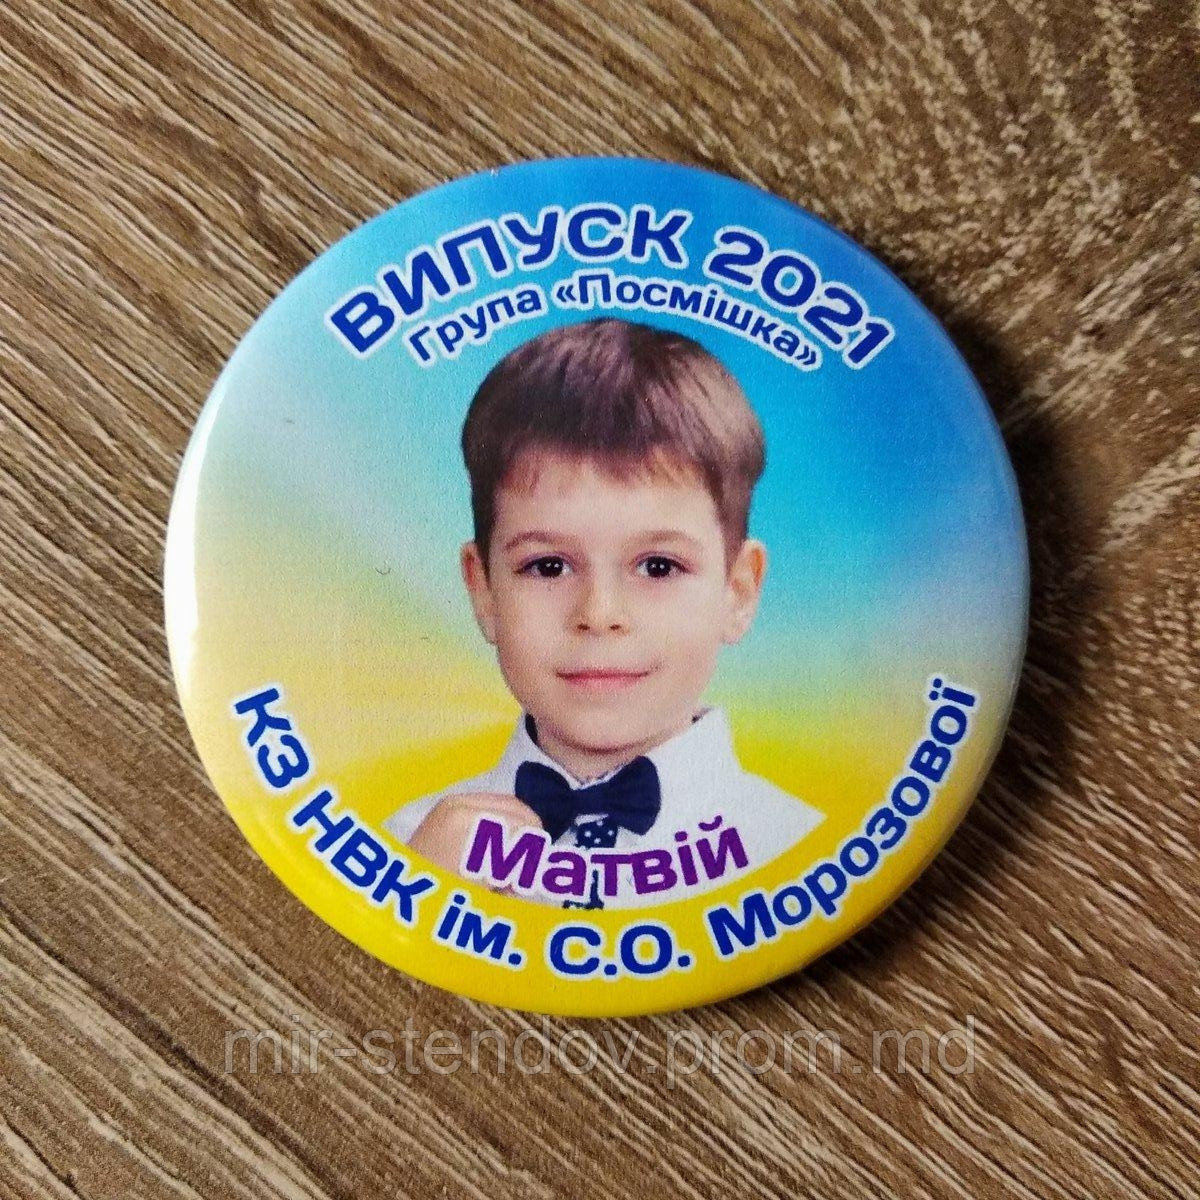 ВИПУСК 2021
Група «Посмішка»
Матвій
КЗ НВК ім. С.О. Морозової
mir-stendov.prom.md